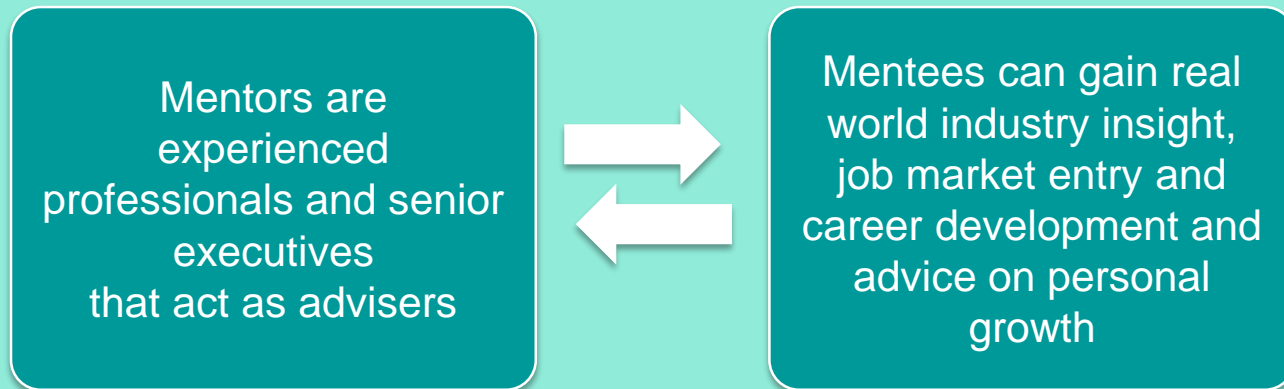 Mentors are
experienced
professionals and senior
executives
that act as advisers
Mentees can gain real
world industry insight,
job market entry and
career development and
advice on personal
growth